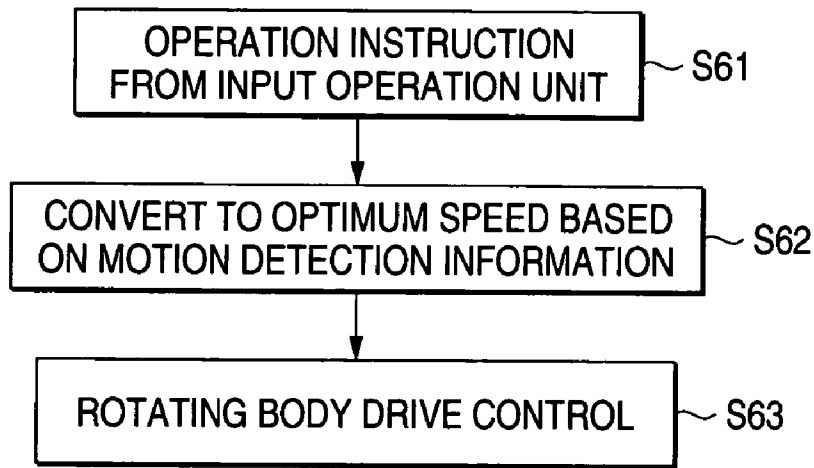 OPERATION INSTRUCTION
FROM INPUT OPERATION UNIT
S61
CONVERT TO OPTIMUM SPEED BASED
ON MOTION DETECTION INFORMATION
S62
ROTATING BODY DRIVE CONTROL
S63